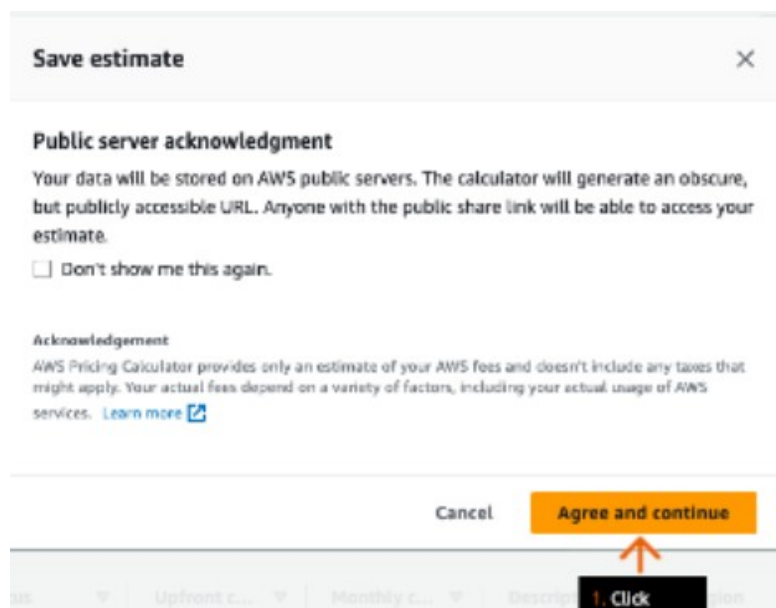 Save estimate
Public server acknowledgment
Your data will be stored on AWS public servers. The calculator will generate an obscure,
but publicly accessible URL. Anyone with the public share link will be able to access your
estimate.
Don't show me this again.
Acknowledgement
AWS Pricing Calculator provides only an estimate of your AWS fees and doesn't include any taxes that
might apply. Your actual fees depend on a variety of factors, including your actual usage of AWS
services. Learn more
Cancel Agree and continue
Upfront c... Monthly c... Descript
1. Click